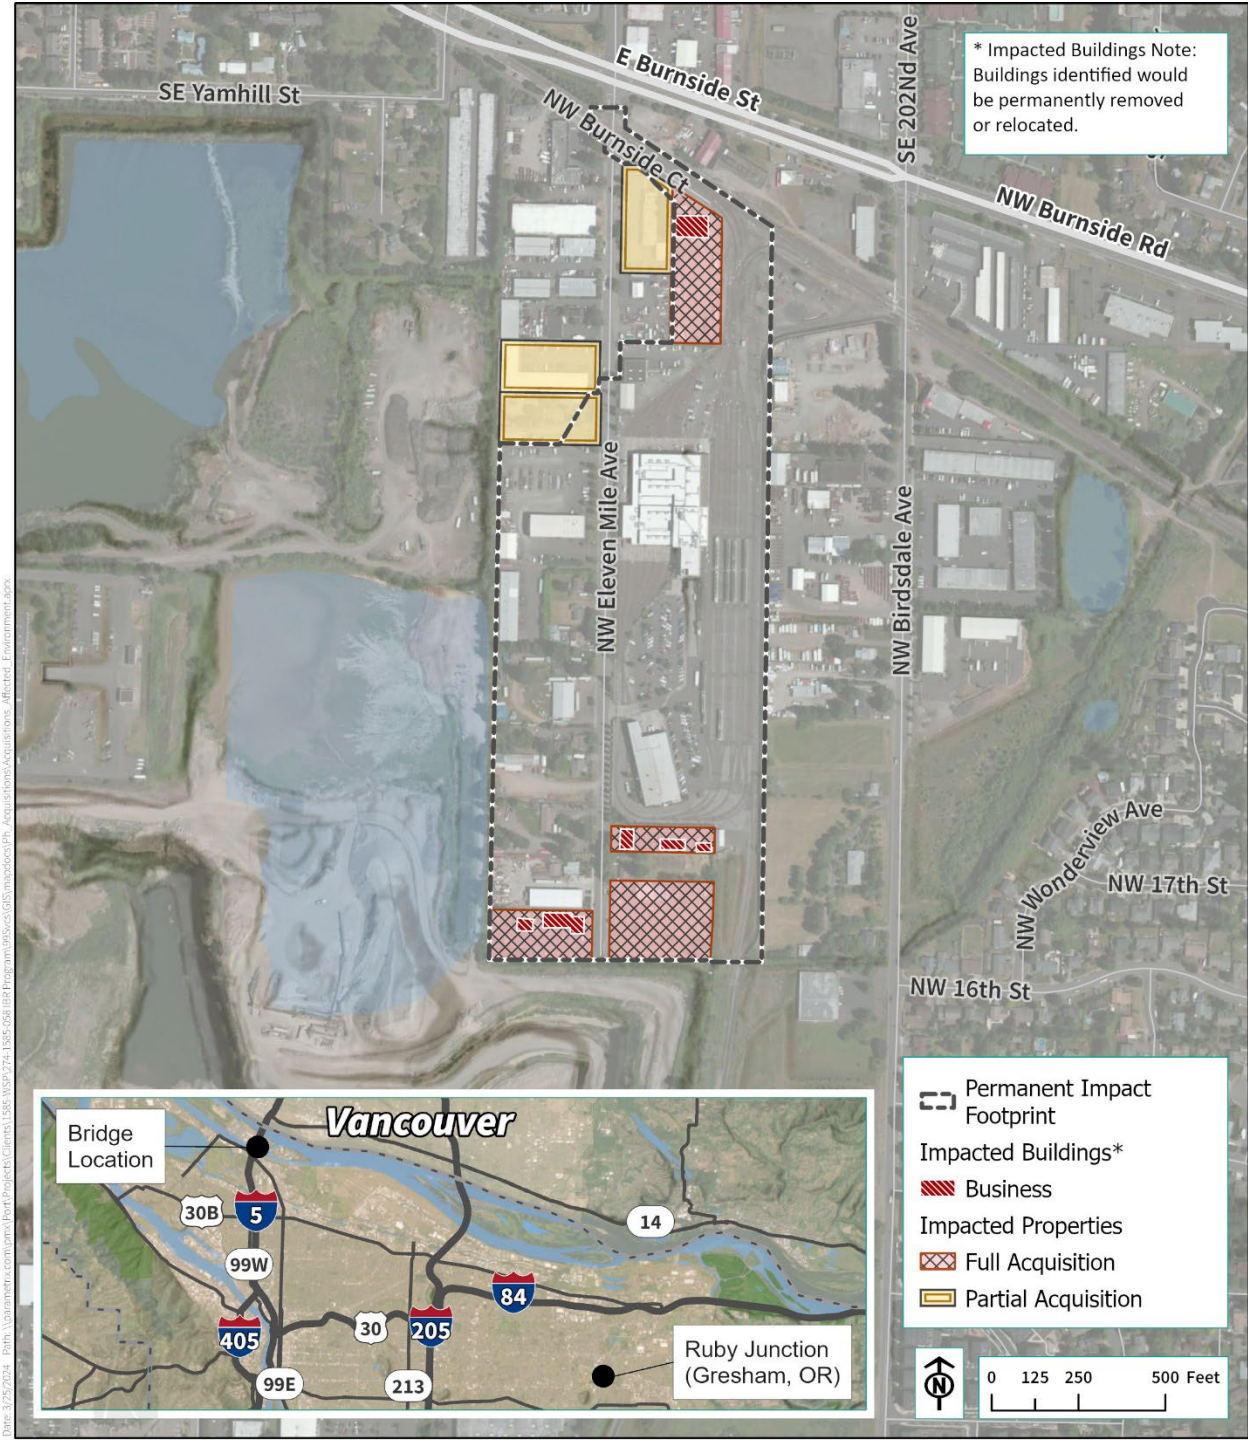 * Impacted Buildings Note:
Buildings identified would
be permanently removed
or relocated.
SE Yamhill St
E Burnside St
NW Burnside Ct
SE 202Nd Ave
NW Burnside Rd
NW Eleven Mile Ave
NW Birdsdale Ave
NW Wonderview Ave
NW 17th St
NW 16th St
Permanent Impact
Footprint
Impacted Buildings*
Business
Impacted Properties
Full Acquisition
Partial Acquisition
N
0 125 250 500 Feet
Vancouver
Bridge
Location
30B
5
99W
14
84
30
405
205
99E
213
Ruby Junction
(Gresham, OR)